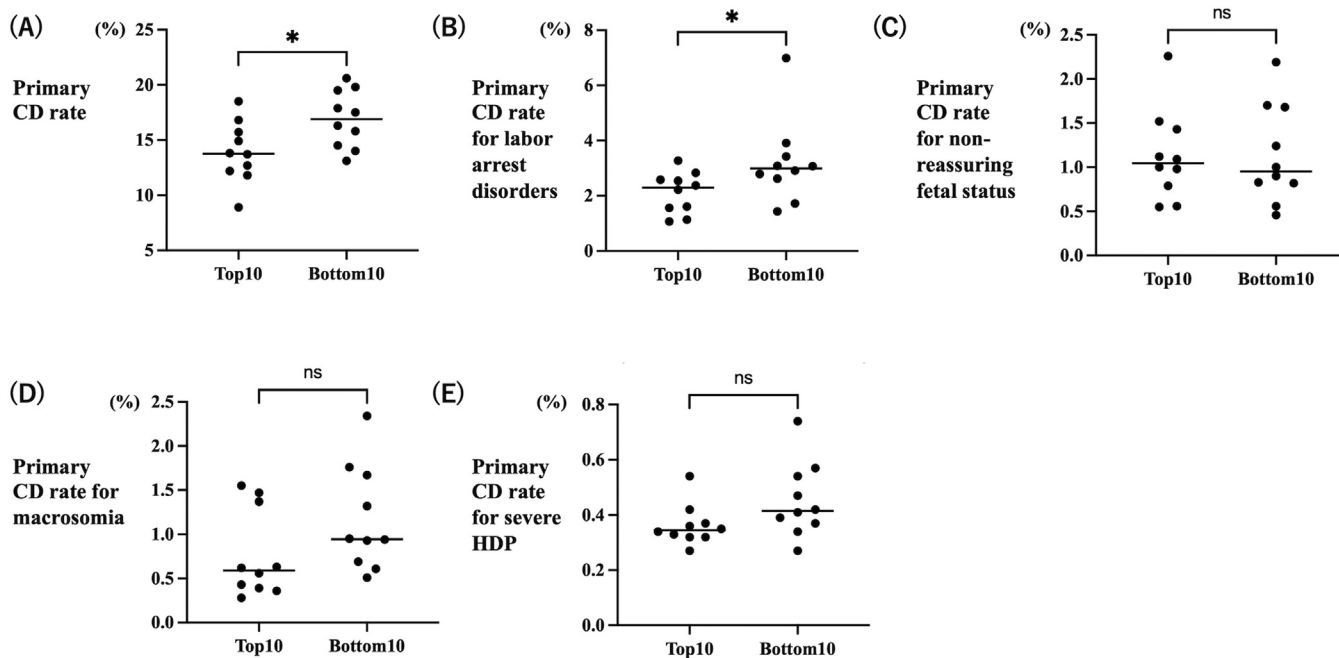 (A)
(%)
Primary
CD rate
25
20
15
10
5
*
Top10
Bottom10
(B)
(%)
Primary
CD rate
for labor
arrest
disorders
8
6
4
2
0
*
Top10
Bottom10
(C)
(%)
Primary
CD rate
for non-
reassuring
fetal status
2.5
2.0
1.5
1.0
0.5
0.0
ns
Top10
Bottom10
(D)
(%)
Primary
CD rate for
macrosomia
2.5
2.0
1.5
1.0
0.5
0.0
ns
Top10
Bottom10
(E)
(%)
Primary
CD rate
for severe
HDP
0.8
0.6
0.4
0.2
0.0
ns
Top10
Bottom10